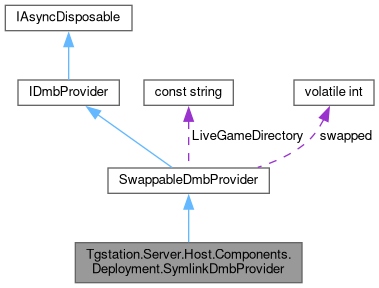 IAsyncDisposable
IDmbProvider
const string
volatile int
LiveGameDirectory
swapped
SwappableDmbProvider
Tgstation.Server.Host.Components.
Deployment.SymlinkDmbProvider